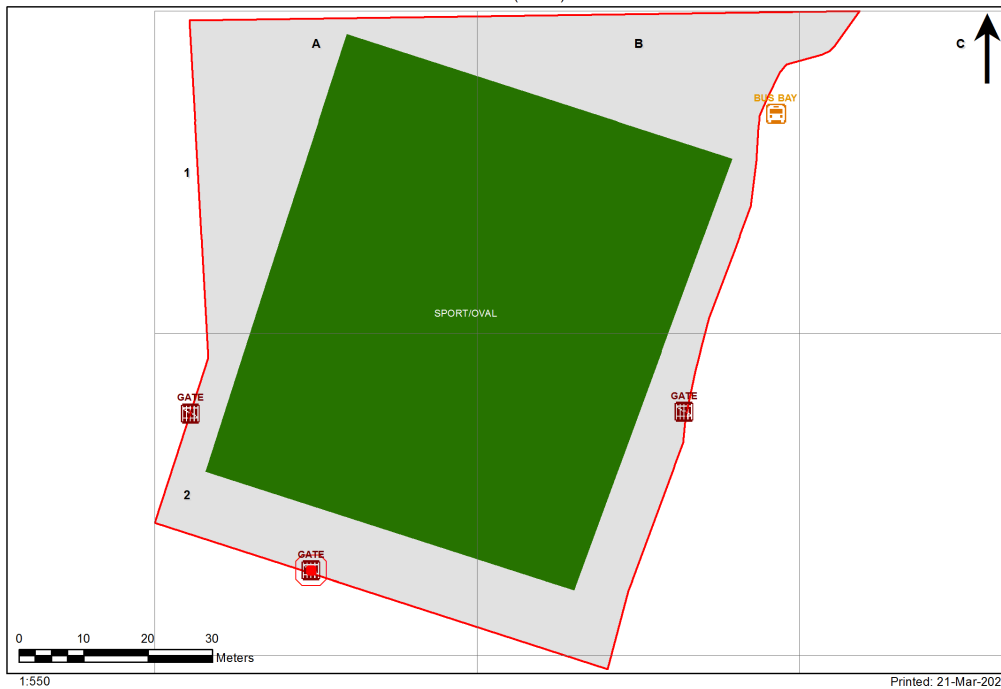 A
B
C
BUS BAY
1
SPORT/OVAL
GATE
GATE
2
GATE
0 10 20 30
Meters
1:550
Printed: 21-Mar-202